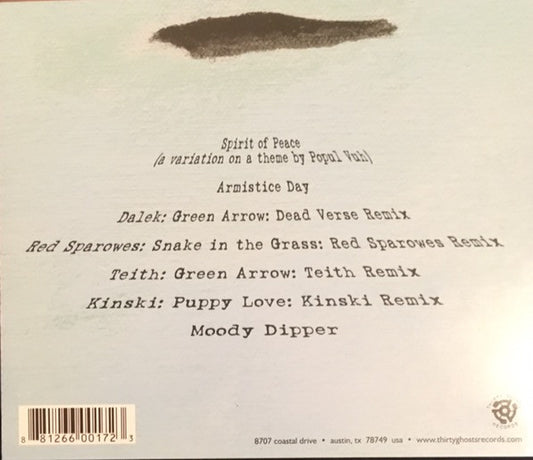 Spirit of Peace
(a variation on a theme by Popul Vuh)
Armistice Day
Dalek: Green Arrow: Dead Verse Remix
Red Sparowes: Snake in the Grass: Red Sparowes Remix
Teith: Green Arrow: Teith Remix
Kinski: Puppy Love: Kinski Remix
Moody Dipper
8 81266 00172 3
8707 coastal drive • austin, tx 78749 usa • www.thirtyghostsrecords.com
RECORDS